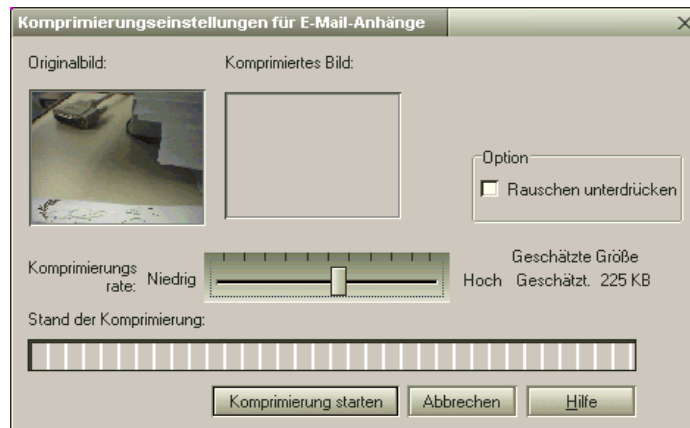 Komprimierungseinstellungen für E-Mail-Anhänge
Originalbild:
Komprimiertes Bild:
Option
Rauschen unterdrücken
Komprimierungs
rate:
Niedrig
Hoch
Geschätzte Größe
Geschätzt. 225 KB
Stand der Komprimierung:
Komprimierung starten
Abbrechen
Hilfe